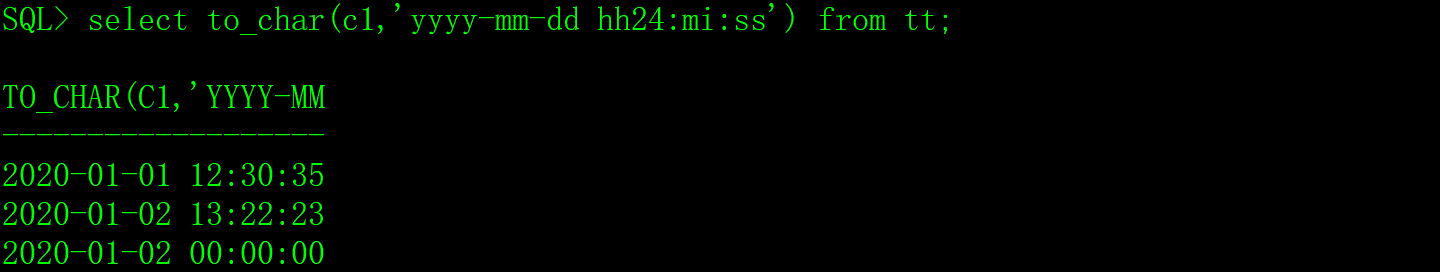 SQL> select to_char(c1,'yyyy-mm-dd hh24:mi:ss') from tt;
TO_CHAR(C1,'YYYY-MM
-------------------
2020-01-01 12:30:35
2020-01-02 13:22:23
2020-01-02 00:00:00